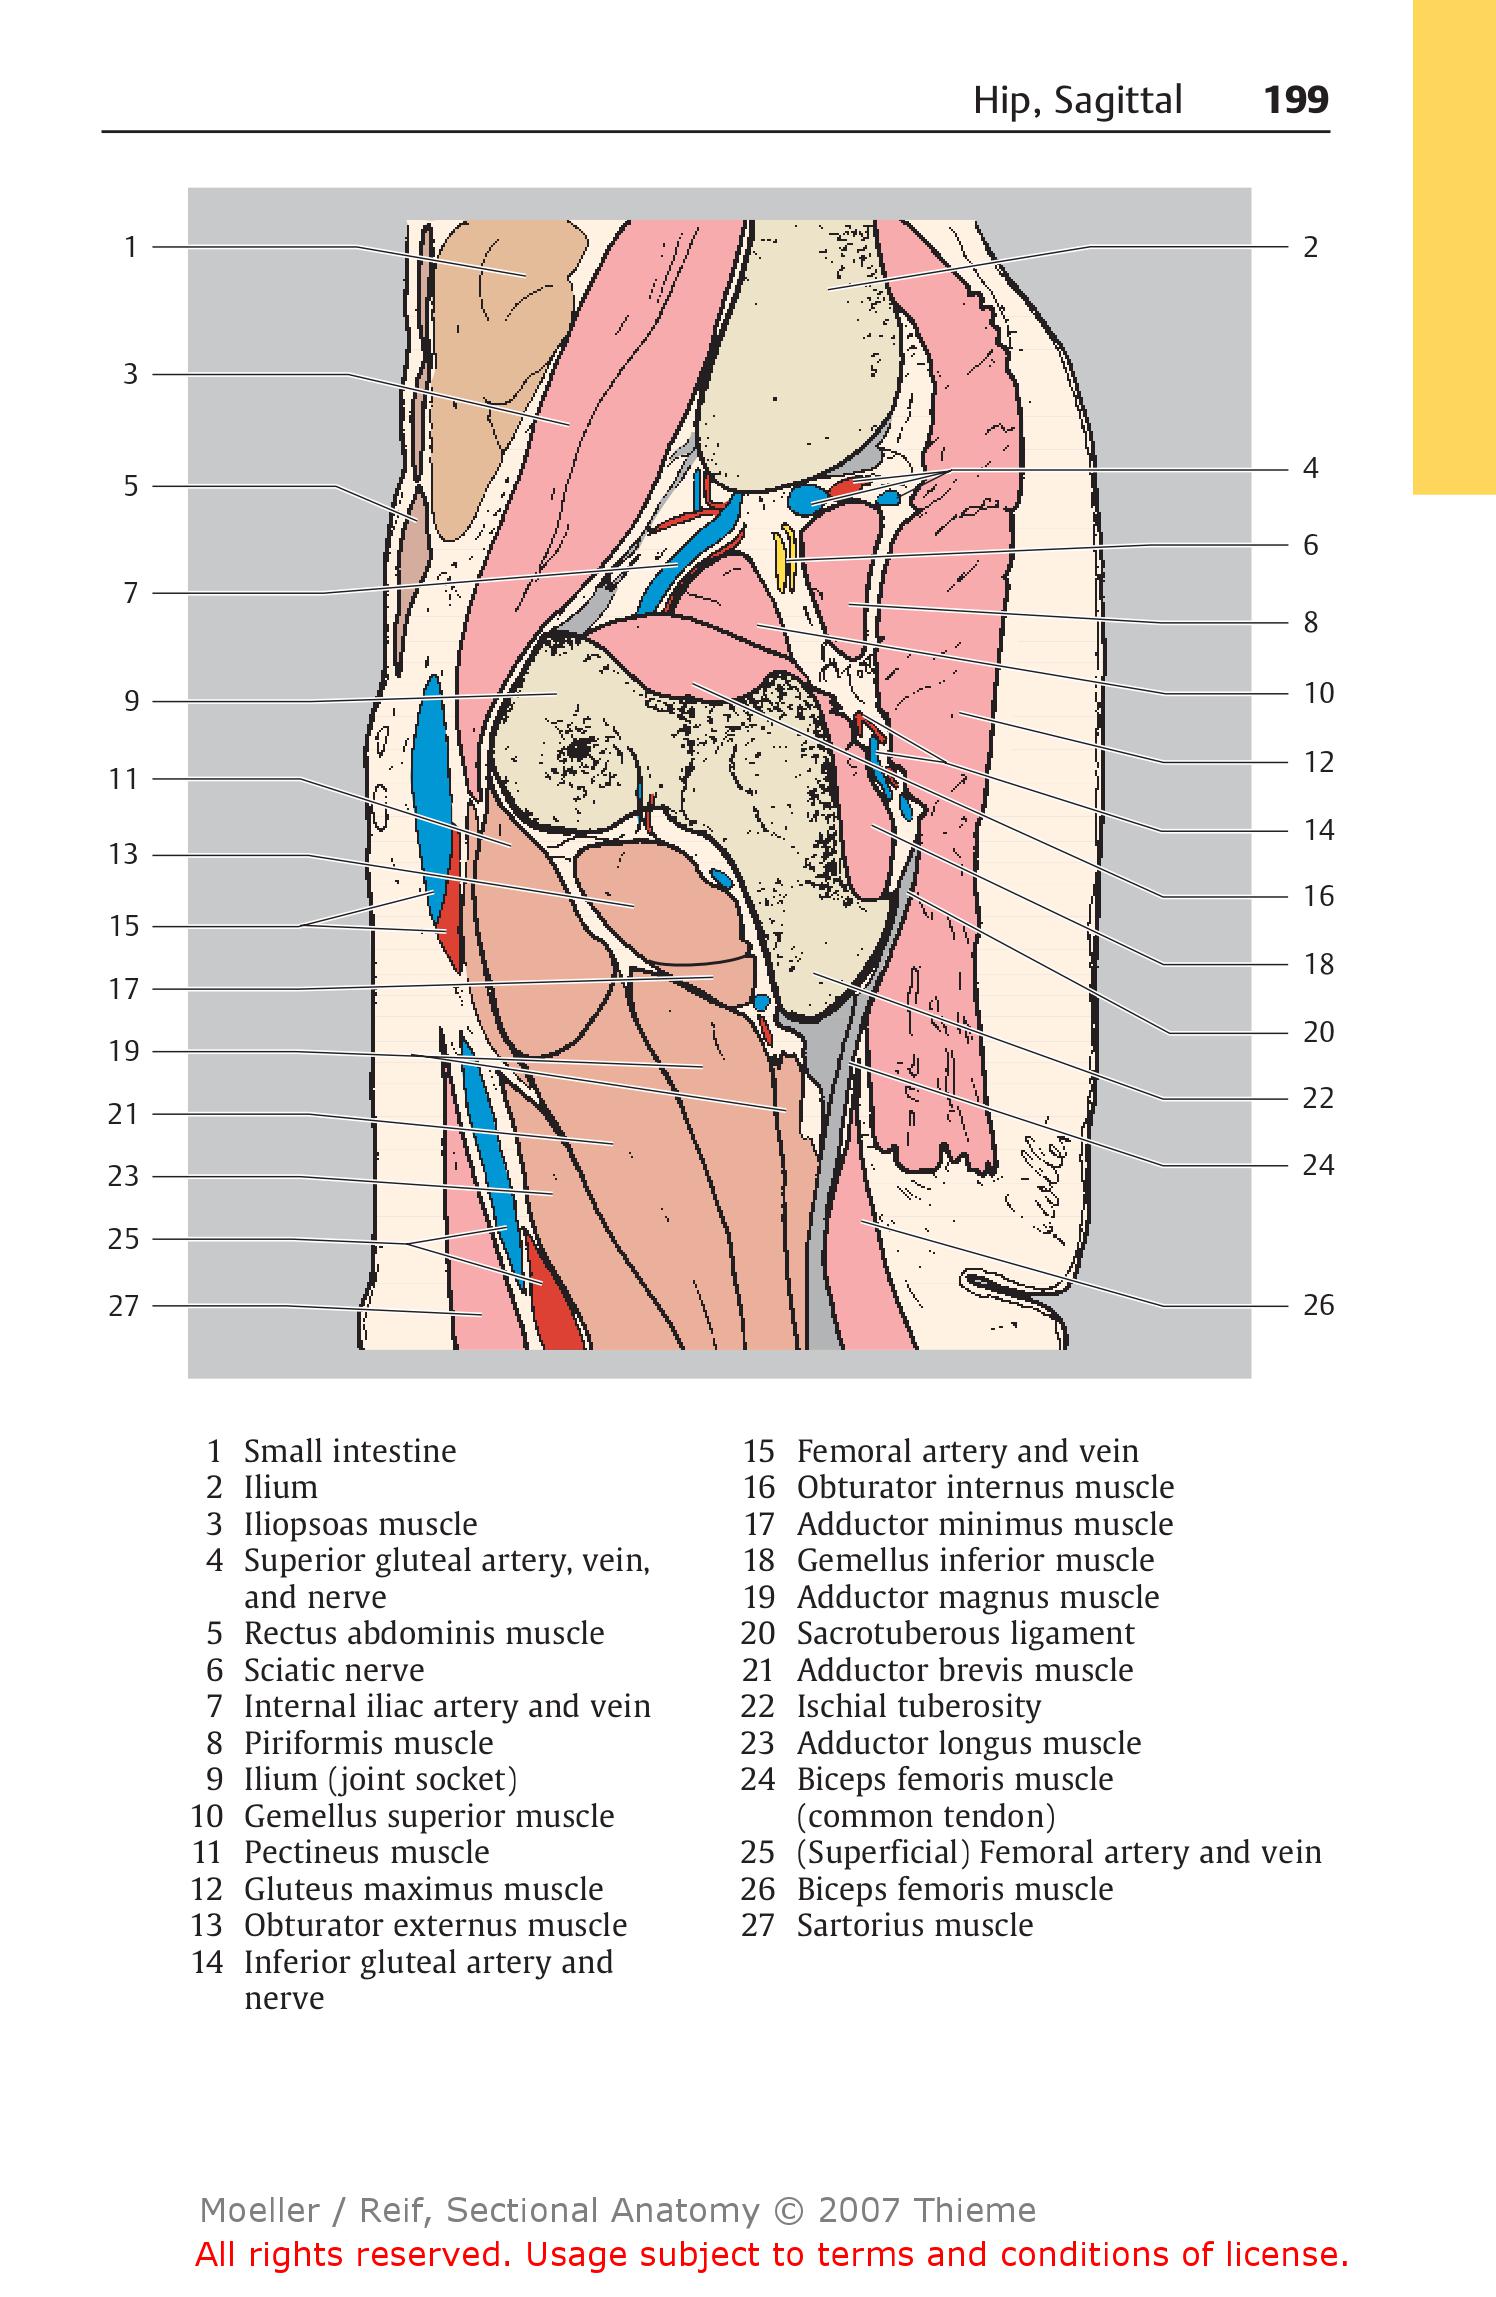 Hip, Sagittal 199
1
2
3
4
5
6
7
8
9
10
11
12
13
14
15
16
17
18
19
20
21
22
23
24
25
26
27
1 Small intestine
2 Ilium
3 Iliopsoas muscle
4 Superior gluteal artery, vein,
and nerve
5 Rectus abdominis muscle
6 Sciatic nerve
7 Internal iliac artery and vein
8 Piriformis muscle
9 Ilium (joint socket)
10 Gemellus superior muscle
11 Pectineus muscle
12 Gluteus maximus muscle
13 Obturator externus muscle
14 Inferior gluteal artery and
nerve
15 Femoral artery and vein
16 Obturator internus muscle
17 Adductor minimus muscle
18 Gemellus inferior muscle
19 Adductor magnus muscle
20 Sacrotuberous ligament
21 Adductor brevis muscle
22 Ischial tuberosity
23 Adductor longus muscle
24 Biceps femoris muscle
(common tendon)
25 (Superficial) Femoral artery and vein
26 Biceps femoris muscle
27 Sartorius muscle
Moeller / Reif, Sectional Anatomy © 2007 Thieme
All rights reserved. Usage subject to terms and conditions of license.